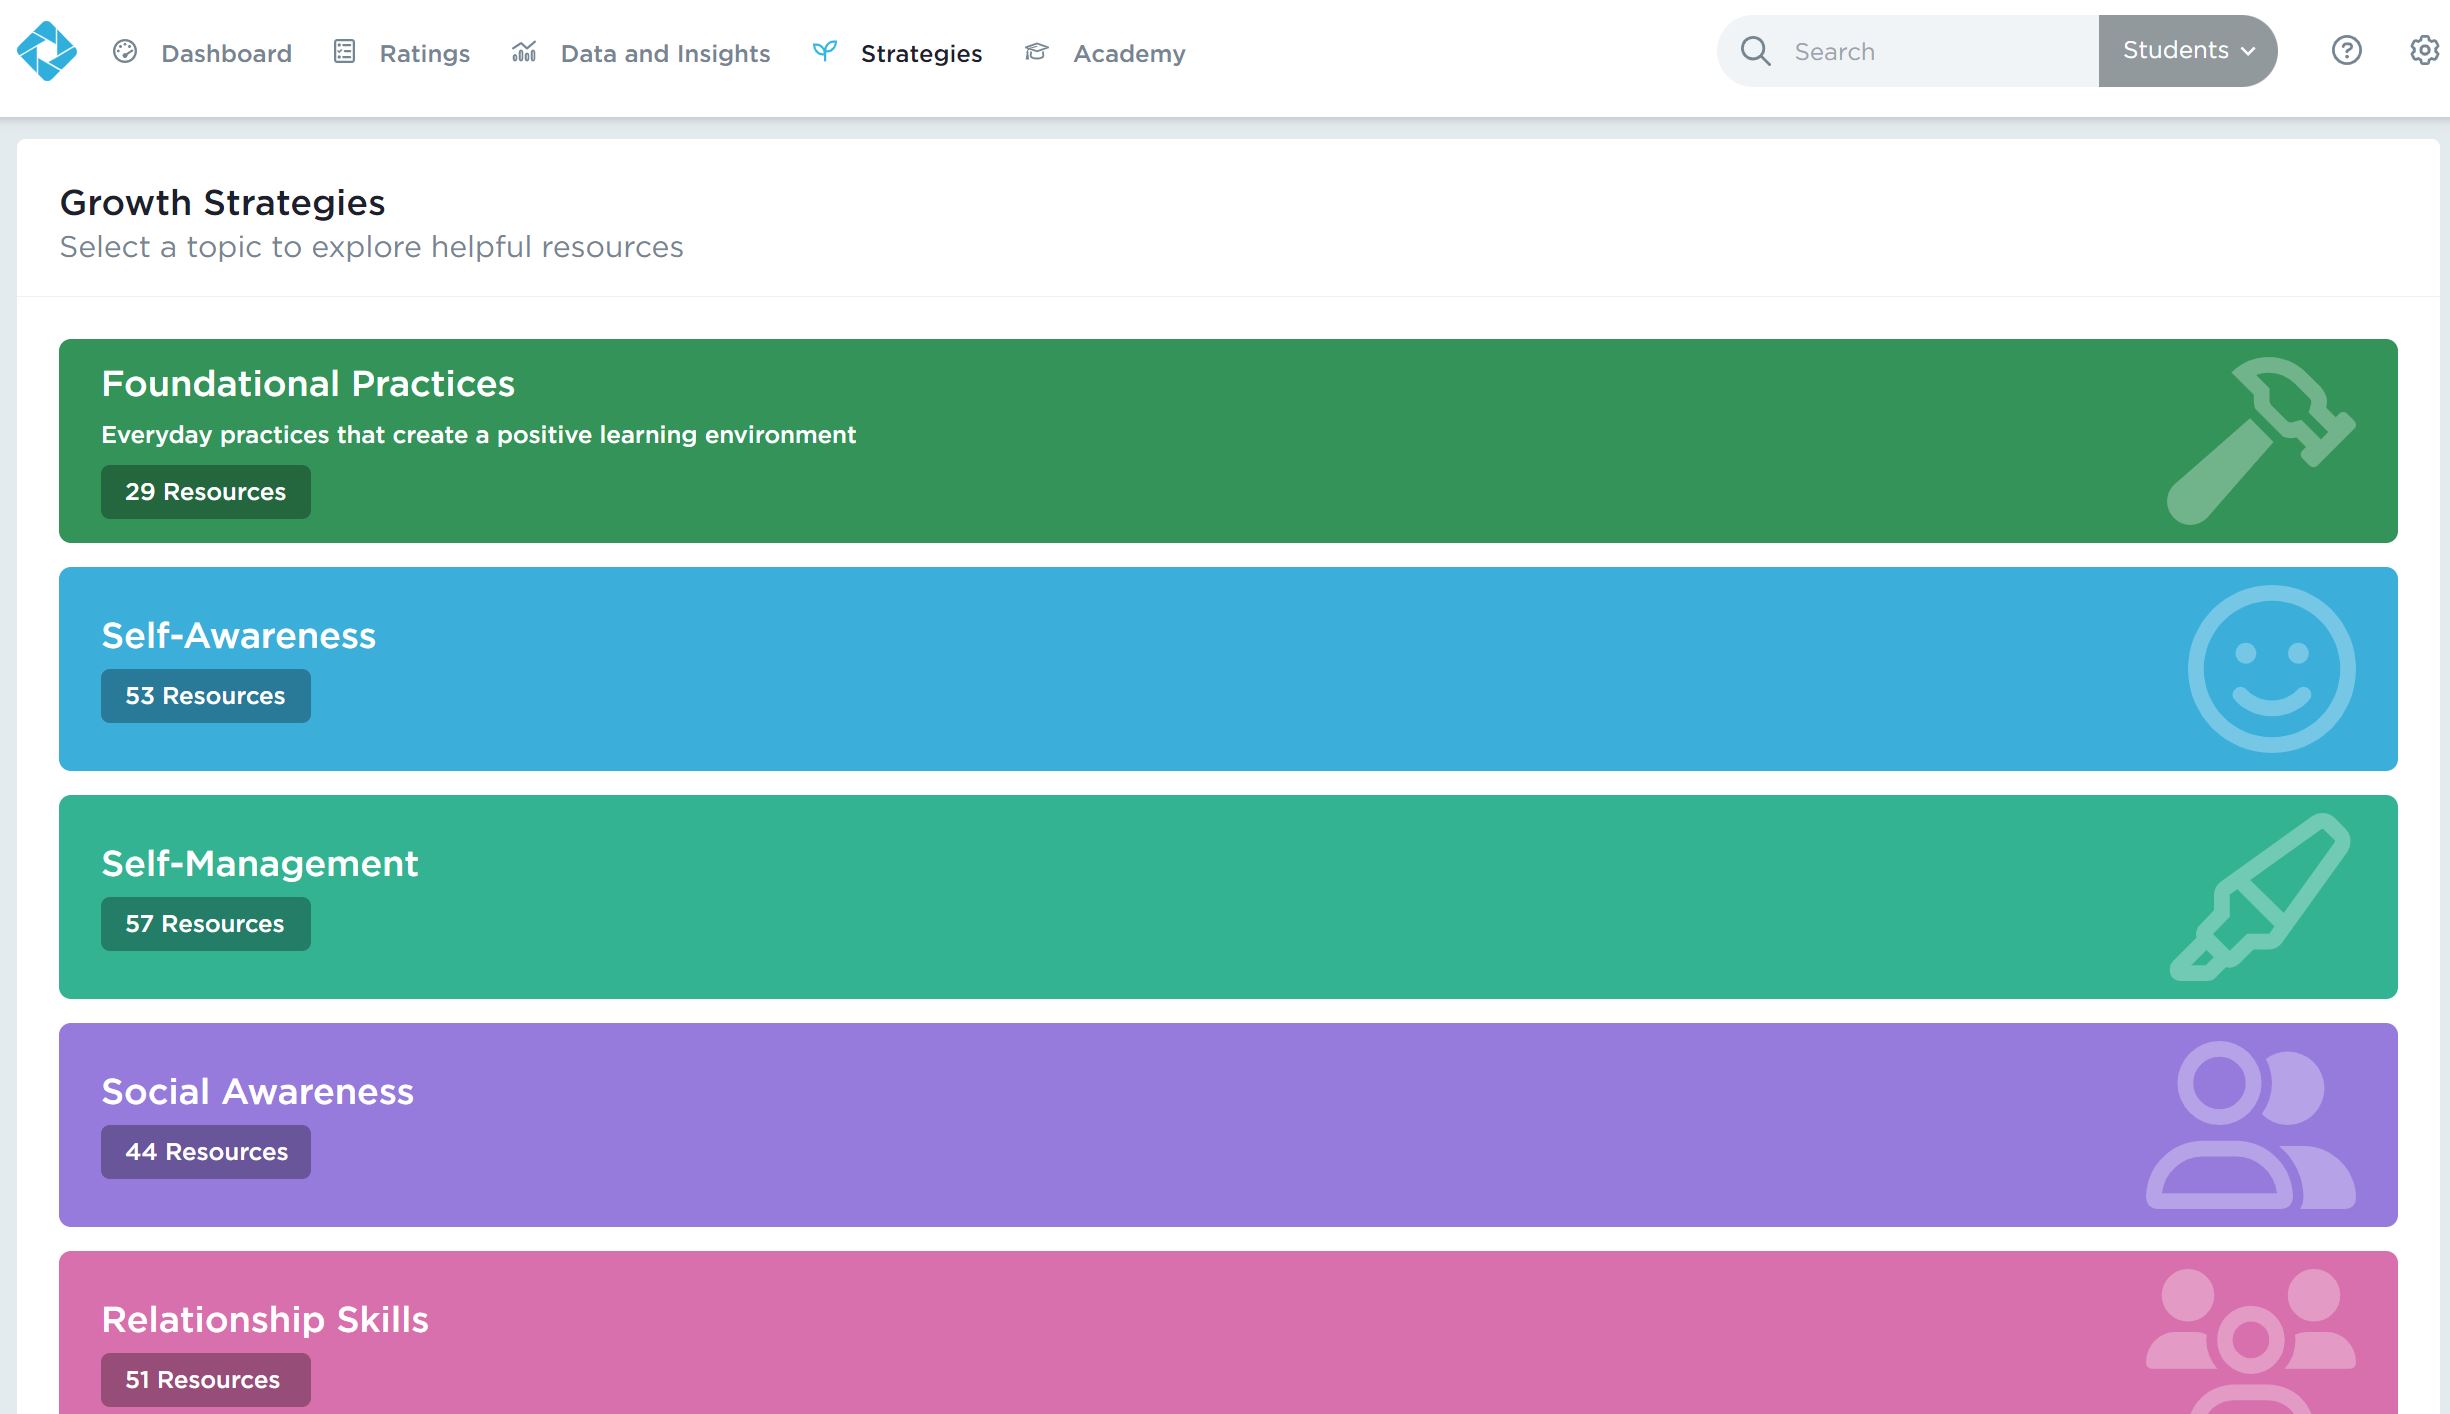 Dashboard Ratings Data and Insights Strategies Academy Search Students
Growth Strategies
Select a topic to explore helpful resources
Foundational Practices
Everyday practices that create a positive learning environment
29 Resources
Self-Awareness
53 Resources
Self-Management
57 Resources
Social Awareness
44 Resources
Relationship Skills
51 Resources